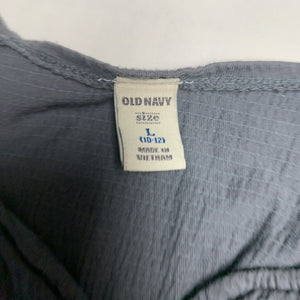 OLD NAVY
size
L
(10-12)
MADE IN
VIETNAM